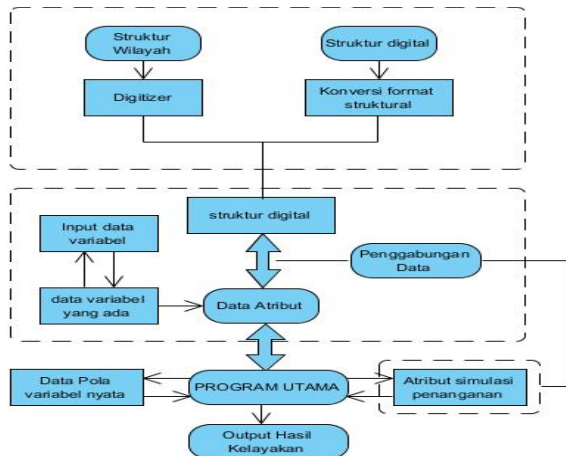 Struktur
Wilayah
Struktur digital
Digitizer
Konversi format
struktural
struktur digital
Input data
variabel
Penggabungan
Data
data variabel
yang ada
Data Atribut
Data Pola
variabel nyata
PROGRAM UTAMA
Atribut simulasi
penanganan
Output Hasil
Kelayakan